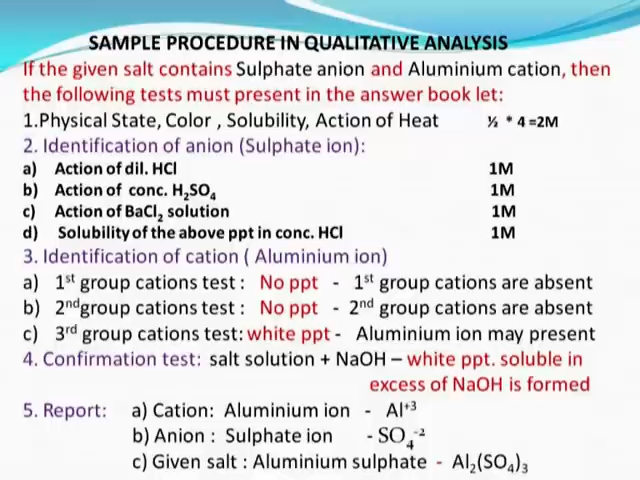 SAMPLE PROCEDURE IN QUALITATIVE ANALYSIS
If the given salt contains Sulphate anion and Aluminium cation, then
the following tests must present in the answer book let:
1.Physical State, Color , Solubility, Action of Heat ½ * 4 =2M
2. Identification of anion (Sulphate ion):
a) Action of dil. HCl 1M
b) Action of conc. H₂SO₄ 1M
c) Action of BaCl₂ solution 1M
d) Solubility of the above ppt in conc. HCl 1M
3. Identification of cation ( Aluminium ion)
a) 1ˢᵗ group cations test : No ppt - 1ˢᵗ group cations are absent
b) 2ⁿᵈgroup cations test : No ppt - 2ⁿᵈ group cations are absent
c) 3ʳᵈ group cations test: white ppt - Aluminium ion may present
4. Confirmation test: salt solution + NaOH – white ppt. soluble in
excess of NaOH is formed
5. Report: a) Cation: Aluminium ion - Al⁺³
b) Anion : Sulphate ion - SO₄⁻²
c) Given salt : Aluminium sulphate - Al₂(SO₄)₃